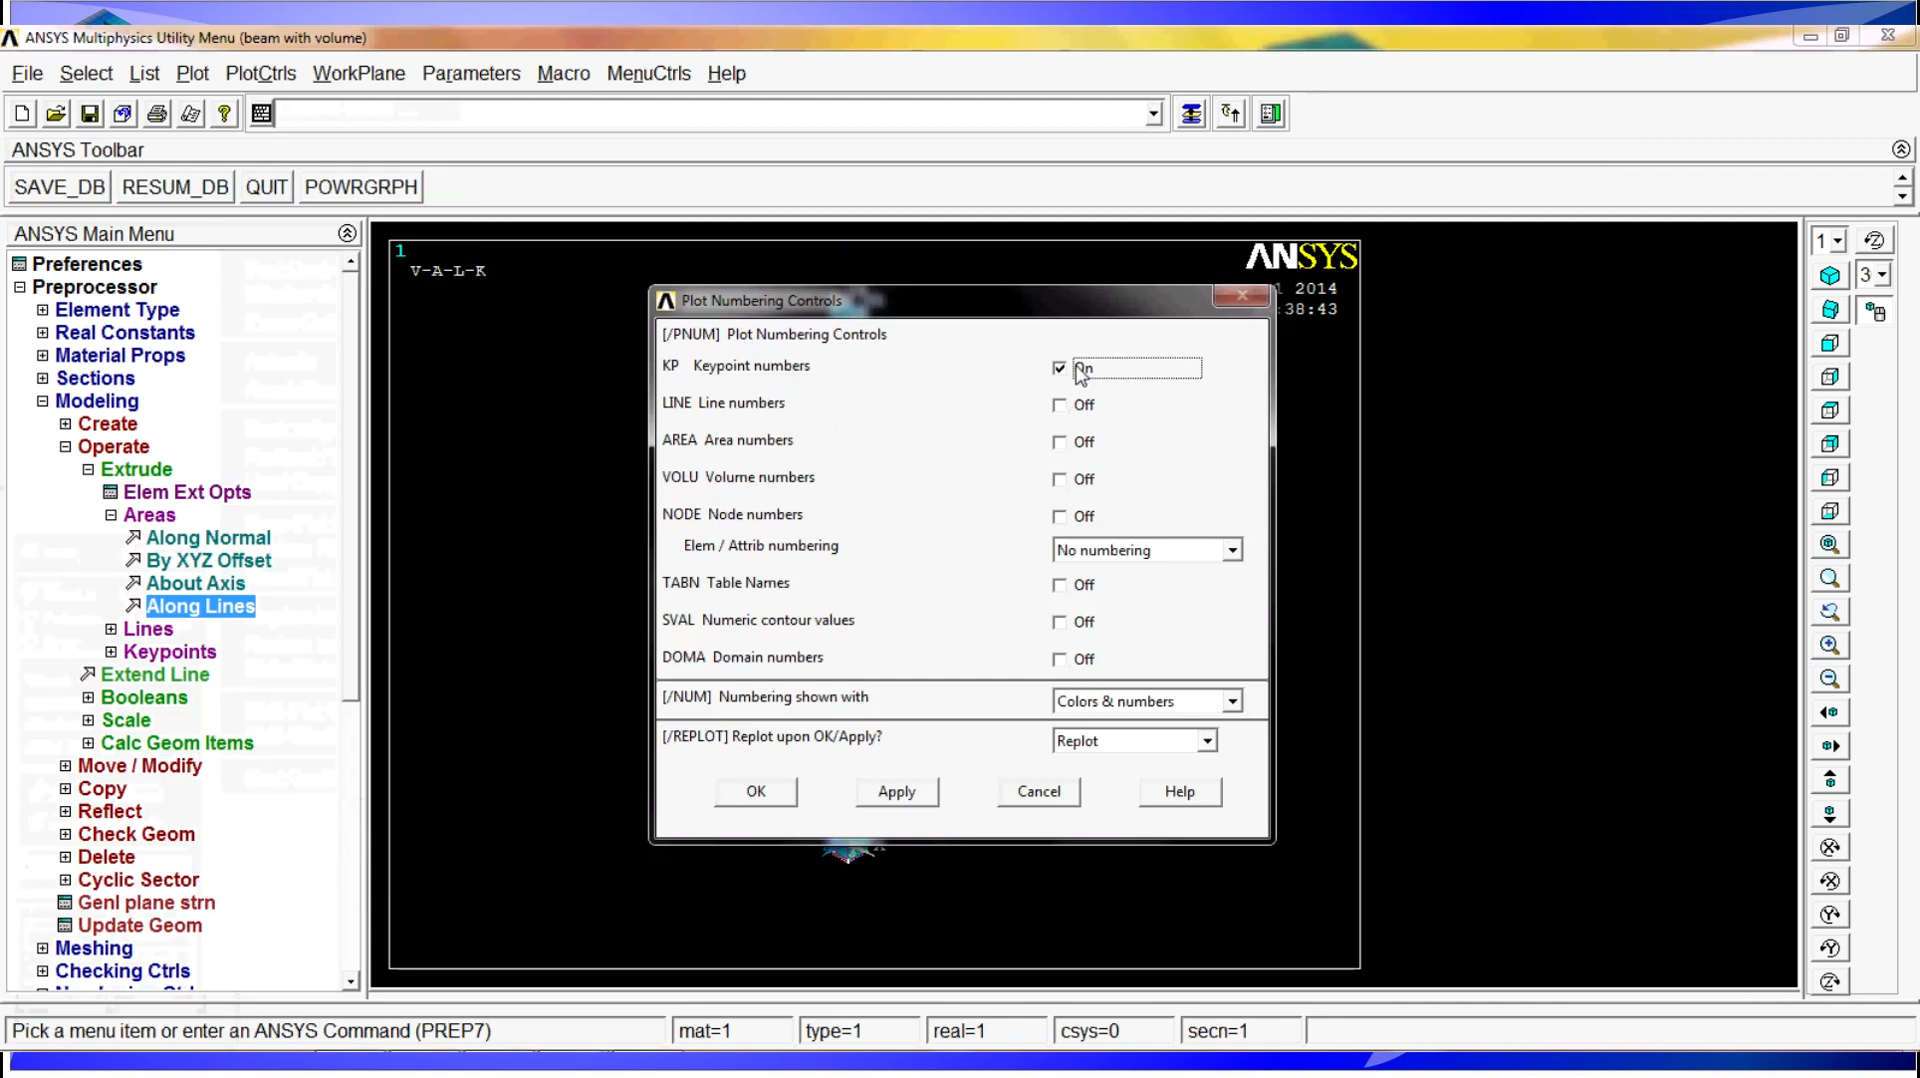 ANSYS Multiphysics Utility Menu (beam with volume)
File Select List Plot PlotCtrls WorkPlane Parameters Macro MenuCtrls Help
ANSYS Toolbar
SAVE_DB RESUM_DB QUIT POWRGRPH
ANSYS Main Menu
Preferences
Preprocessor
Element Type
Real Constants
Material Props
Sections
Modeling
Create
Operate
Extrude
Elem Ext Opts
Areas
Along Normal
By XYZ Offset
About Axis
Along Lines
Lines
Keypoints
Extend Line
Booleans
Scale
Calc Geom Items
Move / Modify
Copy
Reflect
Check Geom
Delete
Cyclic Sector
Genl plane strn
Update Geom
Meshing
Checking Ctrls
1
V-A-L-K
ANSYS
2014
:38:43
Plot Numbering Controls
[/PNUM] Plot Numbering Controls
KP Keypoint numbers On
LINE Line numbers Off
AREA Area numbers Off
VOLU Volume numbers Off
NODE Node numbers Off
Elem / Attrib numbering No numbering
TABN Table Names Off
SVAL Numeric contour values Off
DOMA Domain numbers Off
[/NUM] Numbering shown with Colors & numbers
[/REPLOT] Replot upon OK/Apply? Replot
OK Apply Cancel Help
1
3
Pick a menu item or enter an ANSYS Command (PREP7) mat=1 type=1 real=1 csys=0 secn=1